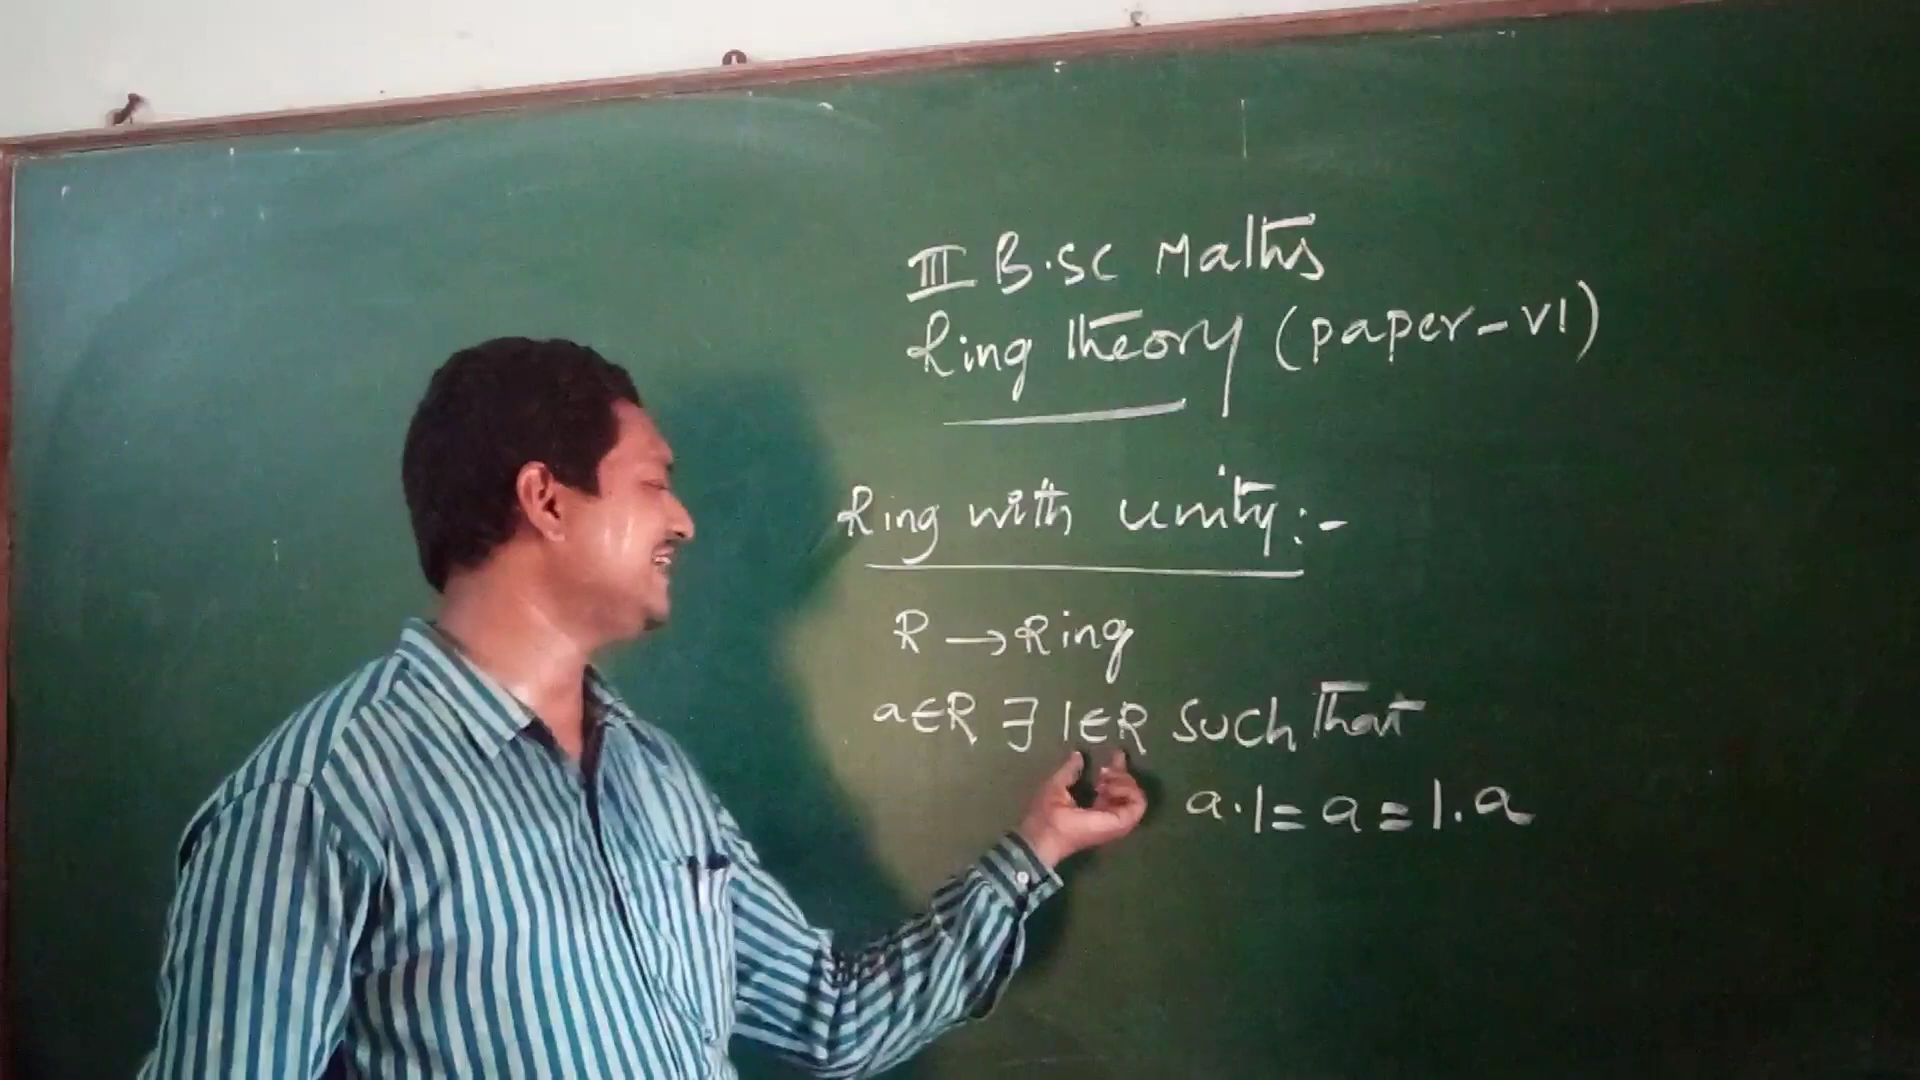 III B.SC Maths
Ring theory (paper-VI)
Ring with unity:-
R → Ring
a∈R ∃ 1∈R such that
a.1 = a = 1.a